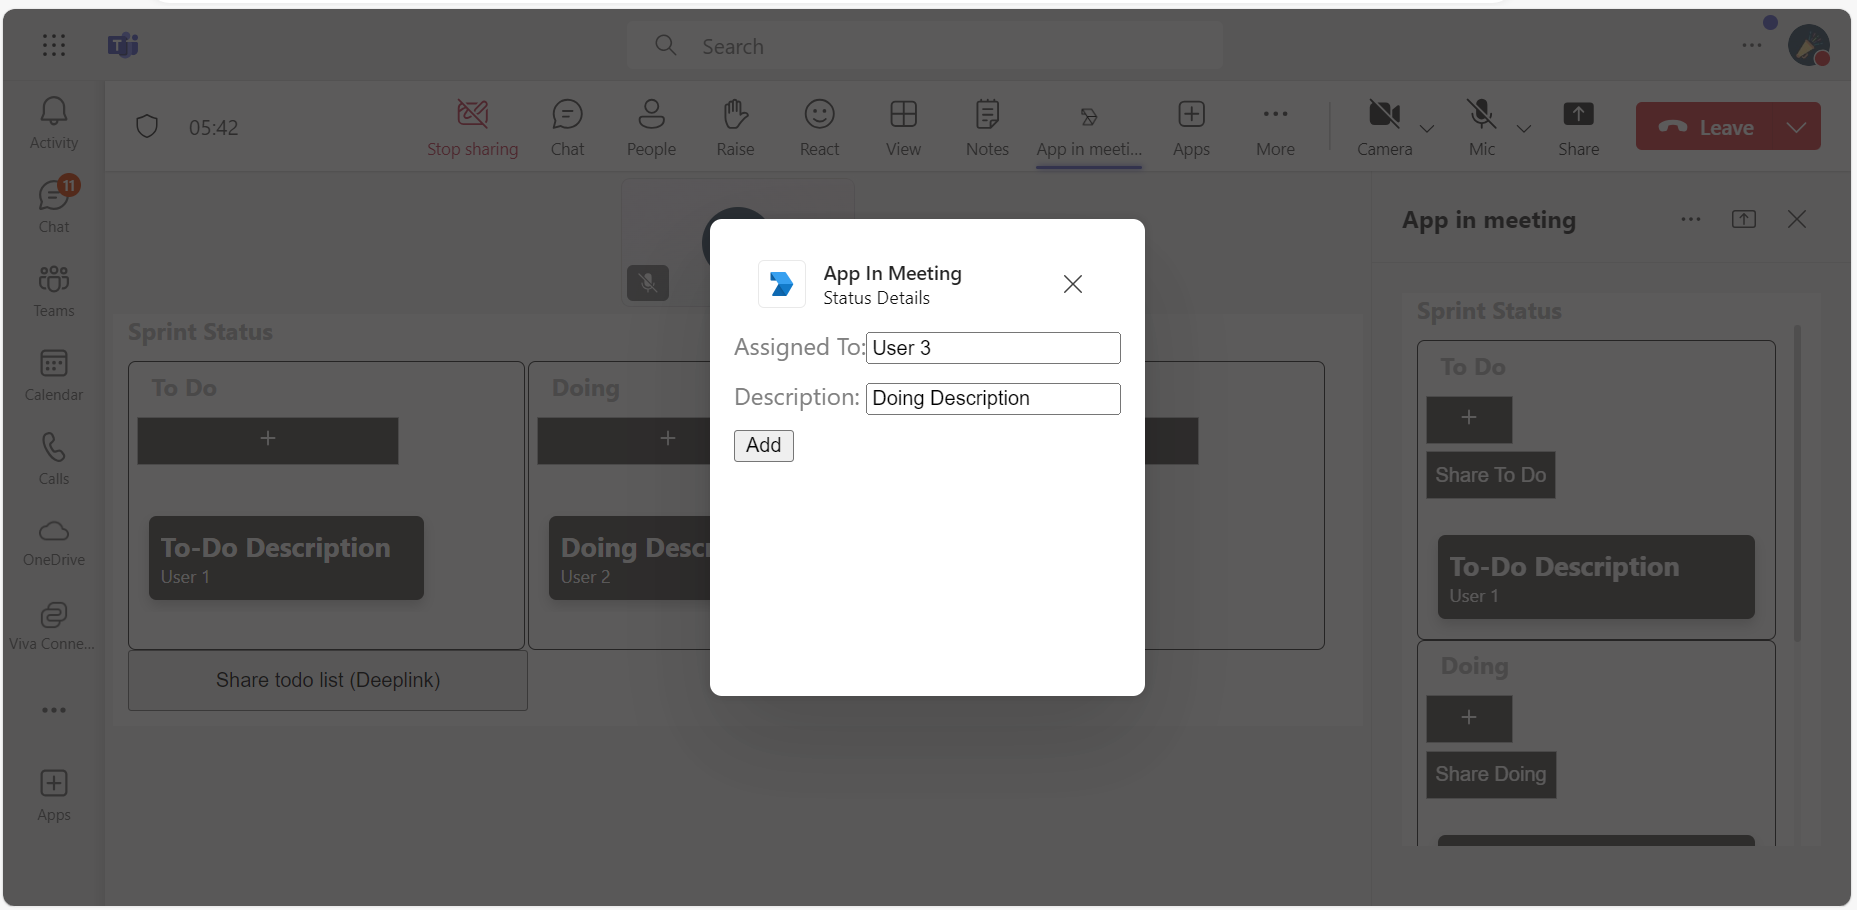 Search
05:42
Stop sharing
Chat
People
Raise
React
View
Notes
App in meeti...
Apps
More
Camera
Mic
Share
Leave
Activity
11
Chat
Teams
Calendar
Calls
OneDrive
Viva Conne...
Apps
Sprint Status
To Do
+
To-Do Description
User 1
Share todo list (Deeplink)
Doing
+
Doing Desc
User 2
App In Meeting
Status Details
Assigned To:
User 3
Description:
Doing Description
Add
App in meeting
Sprint Status
To Do
+
Share To Do
To-Do Description
User 1
Doing
+
Share Doing